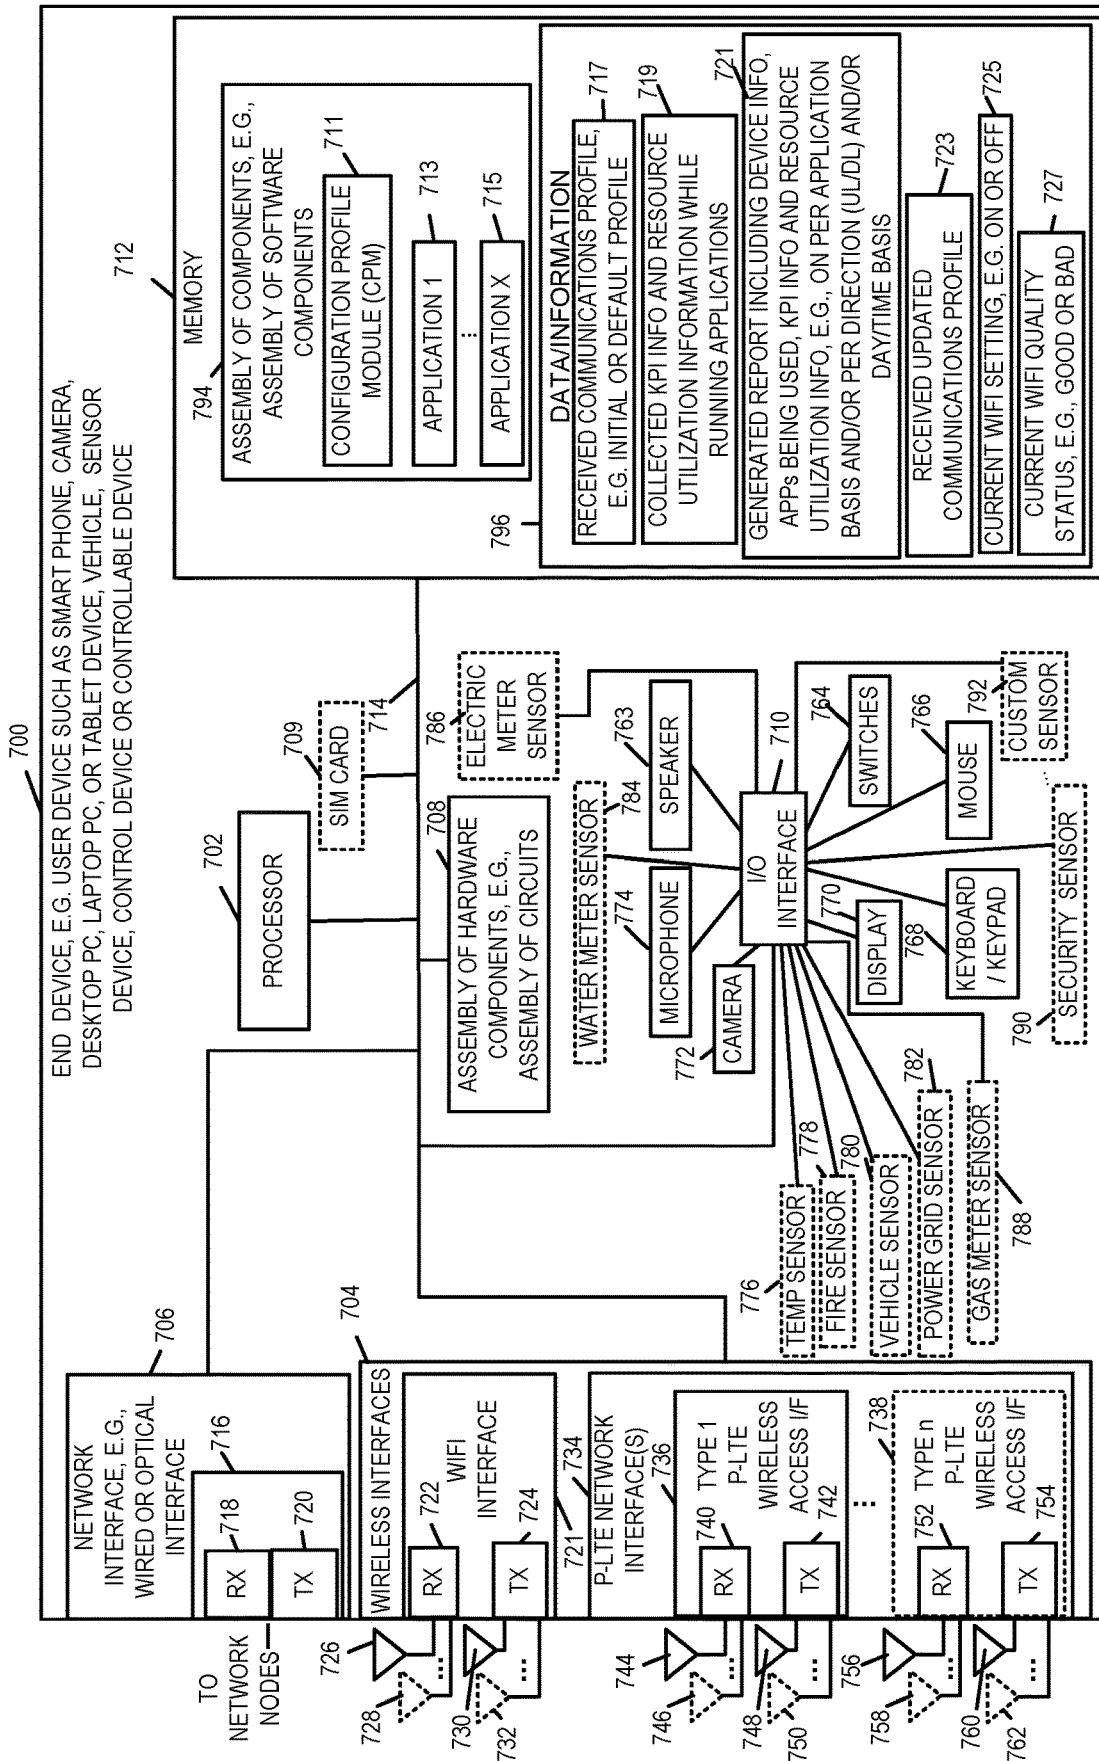 700
END DEVICE, E.G. USER DEVICE SUCH AS SMART PHONE, CAMERA,
DESKTOP PC, LAPTOP PC, OR TABLET DEVICE, VEHICLE, SENSOR
DEVICE, CONTROL DEVICE OR CONTROLLABLE DEVICE
TO
NETWORK
NODES
706
NETWORK
INTERFACE, E.G.,
WIRED OR OPTICAL
INTERFACE
716
718
RX
720
TX
704
WIRELESS INTERFACES
726
728
...
730
732
...
722
RX
WIFI
INTERFACE
724
TX
721
734
P-LTE NETWORK
INTERFACE(S)
736
744
746
...
748
750
...
740
TYPE 1
P-LTE
WIRELESS
ACCESS I/F
RX
742
TX
...
738
756
758
...
760
762
...
752
TYPE n
P-LTE
WIRELESS
ACCESS I/F
RX
754
TX
702
PROCESSOR
709
SIM CARD
714
708
ASSEMBLY OF HARDWARE
COMPONENTS, E.G.,
ASSEMBLY OF CIRCUITS
786
ELECTRIC
METER
SENSOR
WATER METER SENSOR
784
774
MICROPHONE
763
SPEAKER
772
CAMERA
710
I/O
INTERFACE
764
SWITCHES
770
DISPLAY
766
MOUSE
768
KEYBOARD
/ KEYPAD
792
CUSTOM
SENSOR
...
790
SECURITY SENSOR
776
TEMP SENSOR
778
FIRE SENSOR
780
VEHICLE SENSOR
782
POWER GRID SENSOR
GAS METER SENSOR
788
712
MEMORY
794
ASSEMBLY OF COMPONENTS, E.G.,
ASSEMBLY OF SOFTWARE
COMPONENTS
711
CONFIGURATION PROFILE
MODULE (CPM)
713
APPLICATION 1
...
715
APPLICATION X
796
DATA/INFORMATION
717
RECEIVED COMMUNICATIONS PROFILE,
E.G. INITIAL OR DEFAULT PROFILE
719
COLLECTED KPI INFO AND RESOURCE
UTILIZATION INFORMATION WHILE
RUNNING APPLICATIONS
721
GENERATED REPORT INCLUDING DEVICE INFO,
APPs BEING USED, KPI INFO AND RESOURCE
UTILIZATION INFO, E.G., ON PER APPLICATION
BASIS AND/OR PER DIRECTION (UL/DL) AND/OR
DAYTIME BASIS
723
RECEIVED UPDATED
COMMUNICATIONS PROFILE
725
CURRENT WIFI SETTING, E.G. ON OR OFF
727
CURRENT WIFI QUALITY
STATUS, E.G., GOOD OR BAD